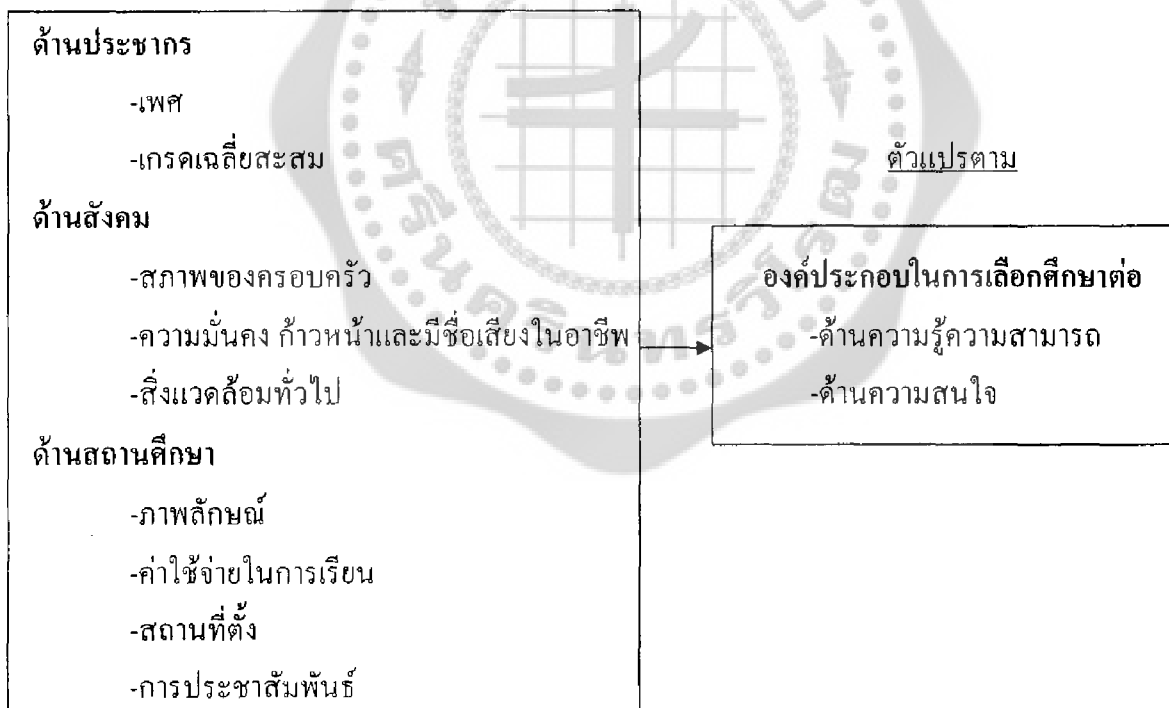 ด้านประชากร
-เพศ
-เกรดเฉลี่ยสะสม
ด้านสังคม
-สภาพของครอบครัว
-ความมั่นคง ก้าวหน้าและมีชื่อเสียงในอาชีพ
-สิ่งแวดล้อมทั่วไป
ด้านสถานศึกษา
-ภาพลักษณ์
-ค่าใช้จ่ายในการเรียน
-สถานที่ตั้ง
-การประชาสัมพันธ์
ตัวแปรตาม
องค์ประกอบในการเลือกศึกษาต่อ
-ด้านความรู้ความสามารถ
-ด้านความสนใจ